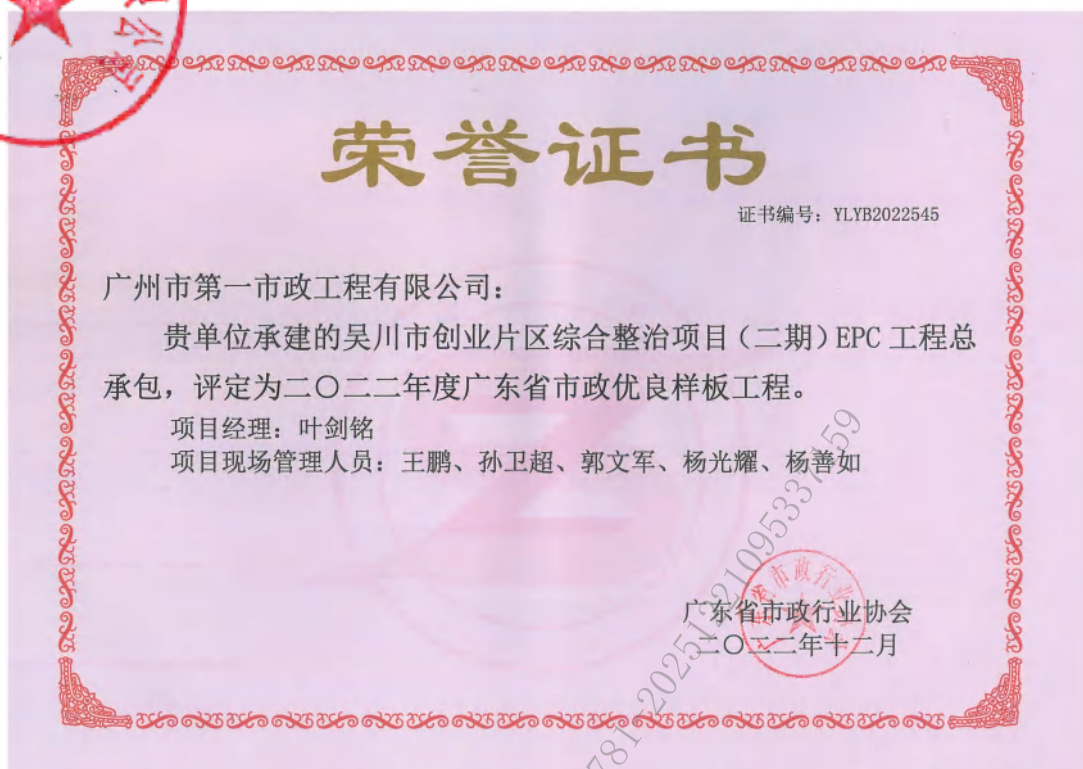 荣誉证书
证书编号：YLYB2022545
广州市第一市政工程有限公司：
贵单位承建的吴川市创业片区综合整治项目（二期）EPC 工程总
承包，评定为二〇二二年度广东省市政优良样板工程。
项目经理：叶剑铭
项目现场管理人员：王鹏、孙卫超、郭文军、杨光耀、杨善如
广东省市政行业协会
二〇二二年十二月